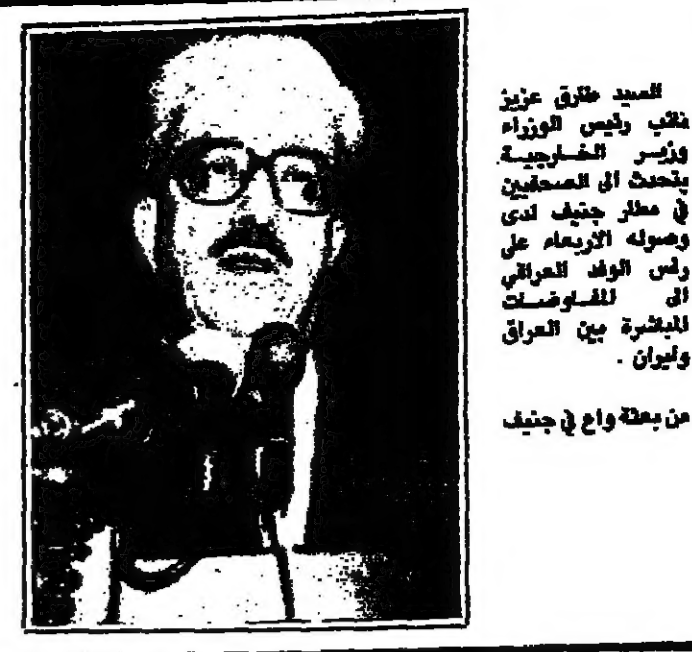 السيد طارق عزيز
نائب رئيس الوزراء
وزير الخارجية
يتحدث الى الصحفيين
في مطار جنيف لدى
وصوله الاربعاء على
رأس الوفد العراقي
الى المفاوضات
المباشرة بين العراق
وايران .
من بعثة واع في جنيف